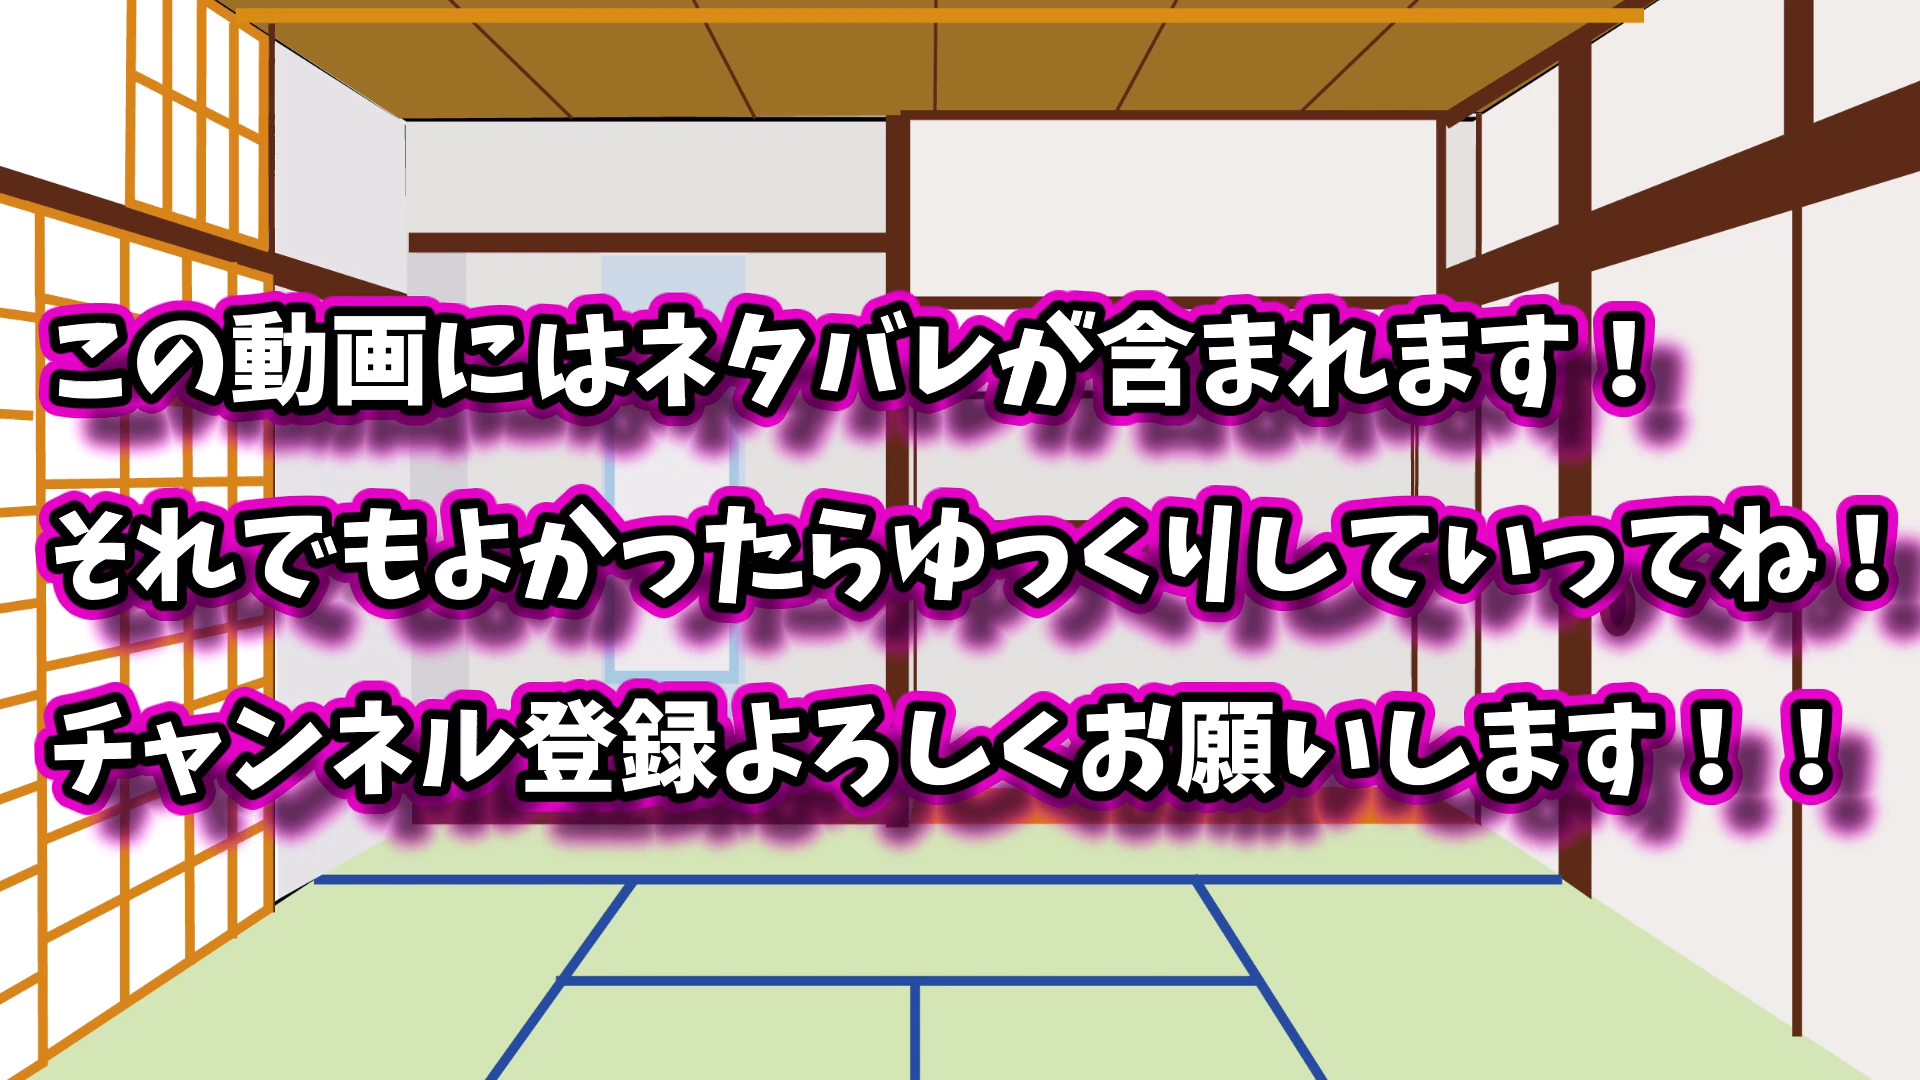 この動画にはネタバレが含まれます！
それでもよかったらゆっくりしていってね！
チャンネル登録よろしくお願いします！！